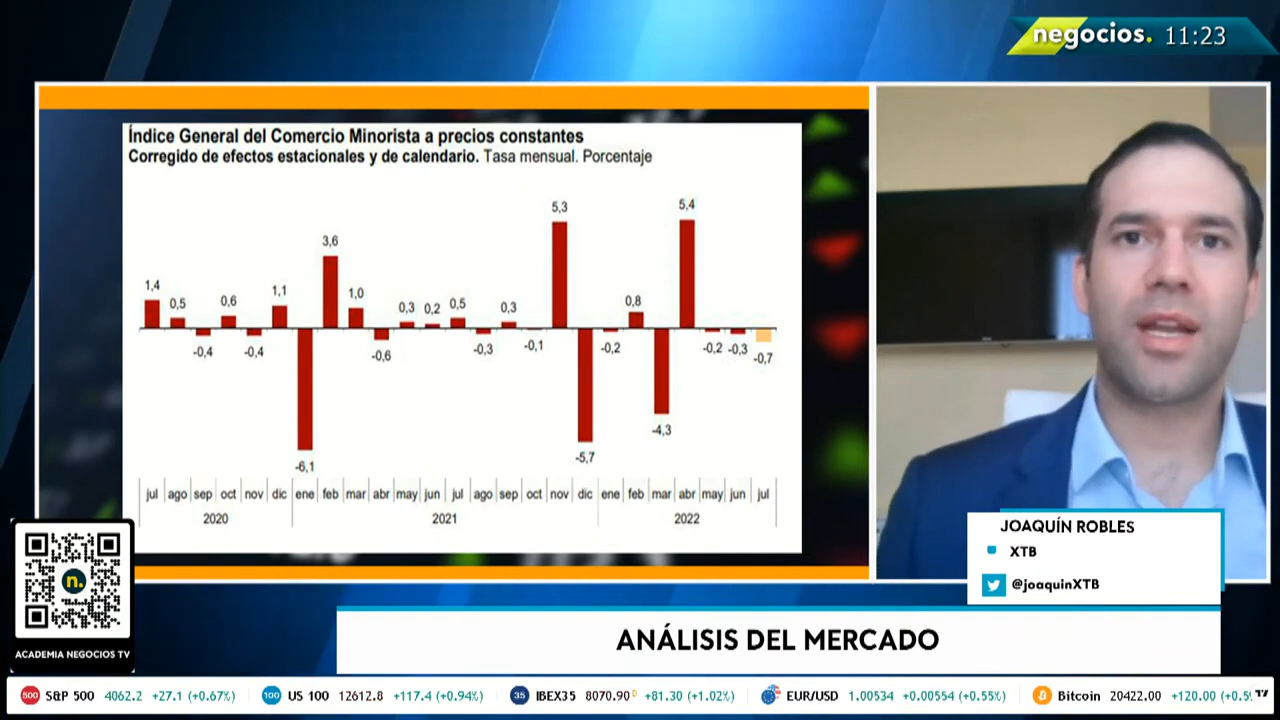 negocios. 11:23
Índice General del Comercio Minorista a precios constantes
Corregido de efectos estacionales y de calendario. Tasa mensual. Porcentaje
1,4 0,5 -0,4 0,6 -0,4 1,1 -6,1 3,6 1,0 -0,6 0,3 0,2 0,5 -0,3 0,3 -0,1 5,3 -5,7 -0,2 0,8 -4,3 5,4 -0,2 -0,3 -0,7
jul ago sep oct nov dic ene feb mar abr may jun jul ago sep oct nov dic ene feb mar abr may jun jul
2020 2021 2022
JOAQUÍN ROBLES
XTB
@joaquinXTB
n.
ACADEMIA NEGOCIOS TV
ANÁLISIS DEL MERCADO
500 S&P 500 4062.2 +27.1 (+0.67%) 100 US 100 12612.8 +117.4 (+0.94%) 35 IBEX35 8070.90 D +81.30 (+1.02%) EUR/USD 1.00534 +0.00554 (+0.55%) Bitcoin 20422.00 +120.00 (+0.5